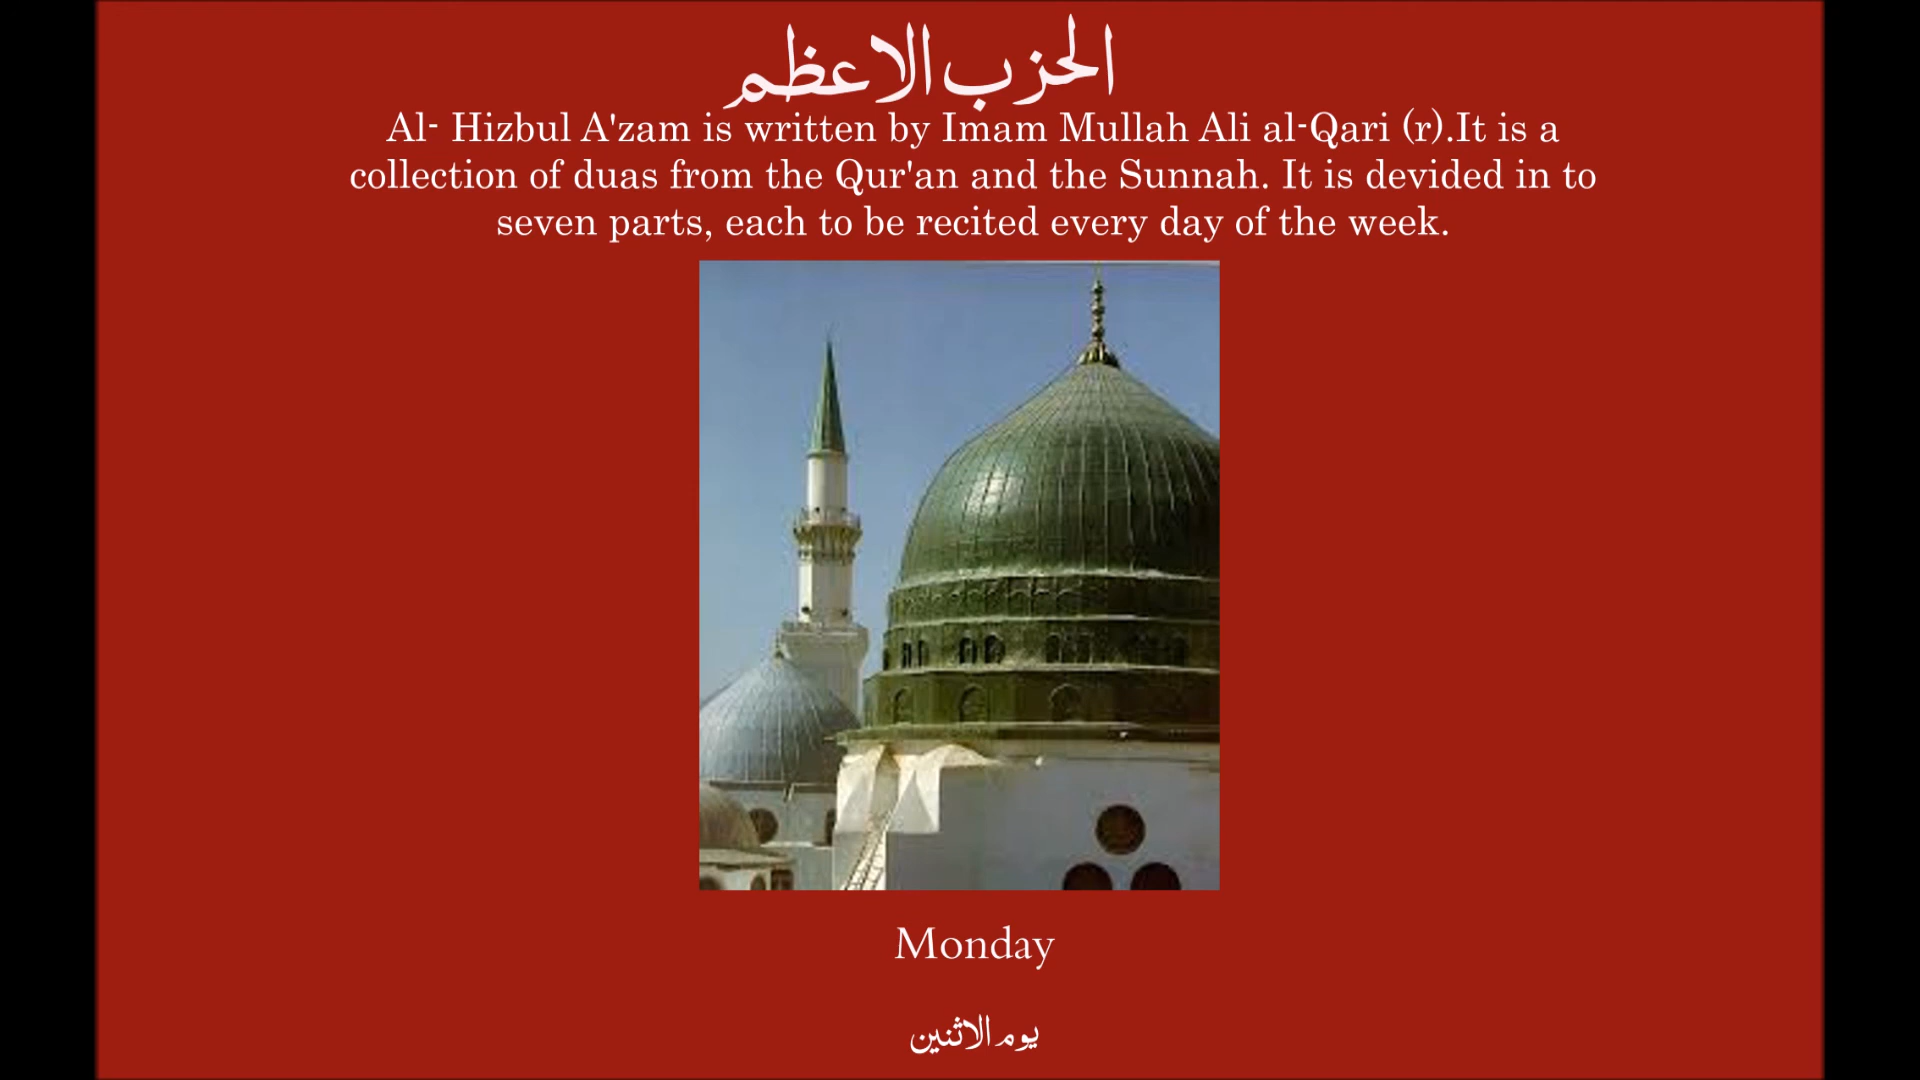 الحزب الاعظم
Al- Hizbul A'zam is written by Imam Mullah Ali al-Qari (r).It is a
collection of duas from the Qur'an and the Sunnah. It is devided in to
seven parts, each to be recited every day of the week.
Monday
يوم الاثنين